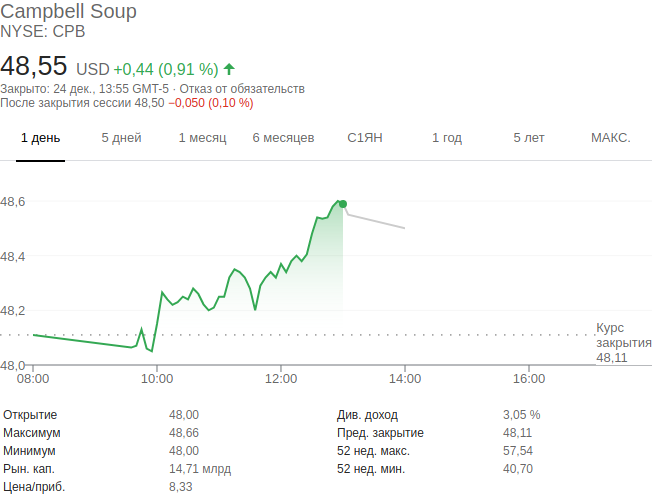 Campbell Soup
NYSE: CPB
48,55 USD +0,44 (0,91 %)
Закрыто: 24 дек., 13:55 GMT-5 · Отказ от обязательств
После закрытия сессии 48,50 −0,050 (0,10 %)
1 день 5 дней 1 месяц 6 месяцев С1ЯН 1 год 5 лет МАКС.
48,6
48,4
48,2
Курс
закрытия
48,11
48,0
08:00 10:00 12:00 14:00 16:00
Открытие 48,00 Див. доход 3,05 %
Максимум 48,66 Пред. закрытие 48,11
Минимум 48,00 52 нед. макс. 57,54
Рын. кап. 14,71 млрд 52 нед. мин. 40,70
Цена/приб. 8,33